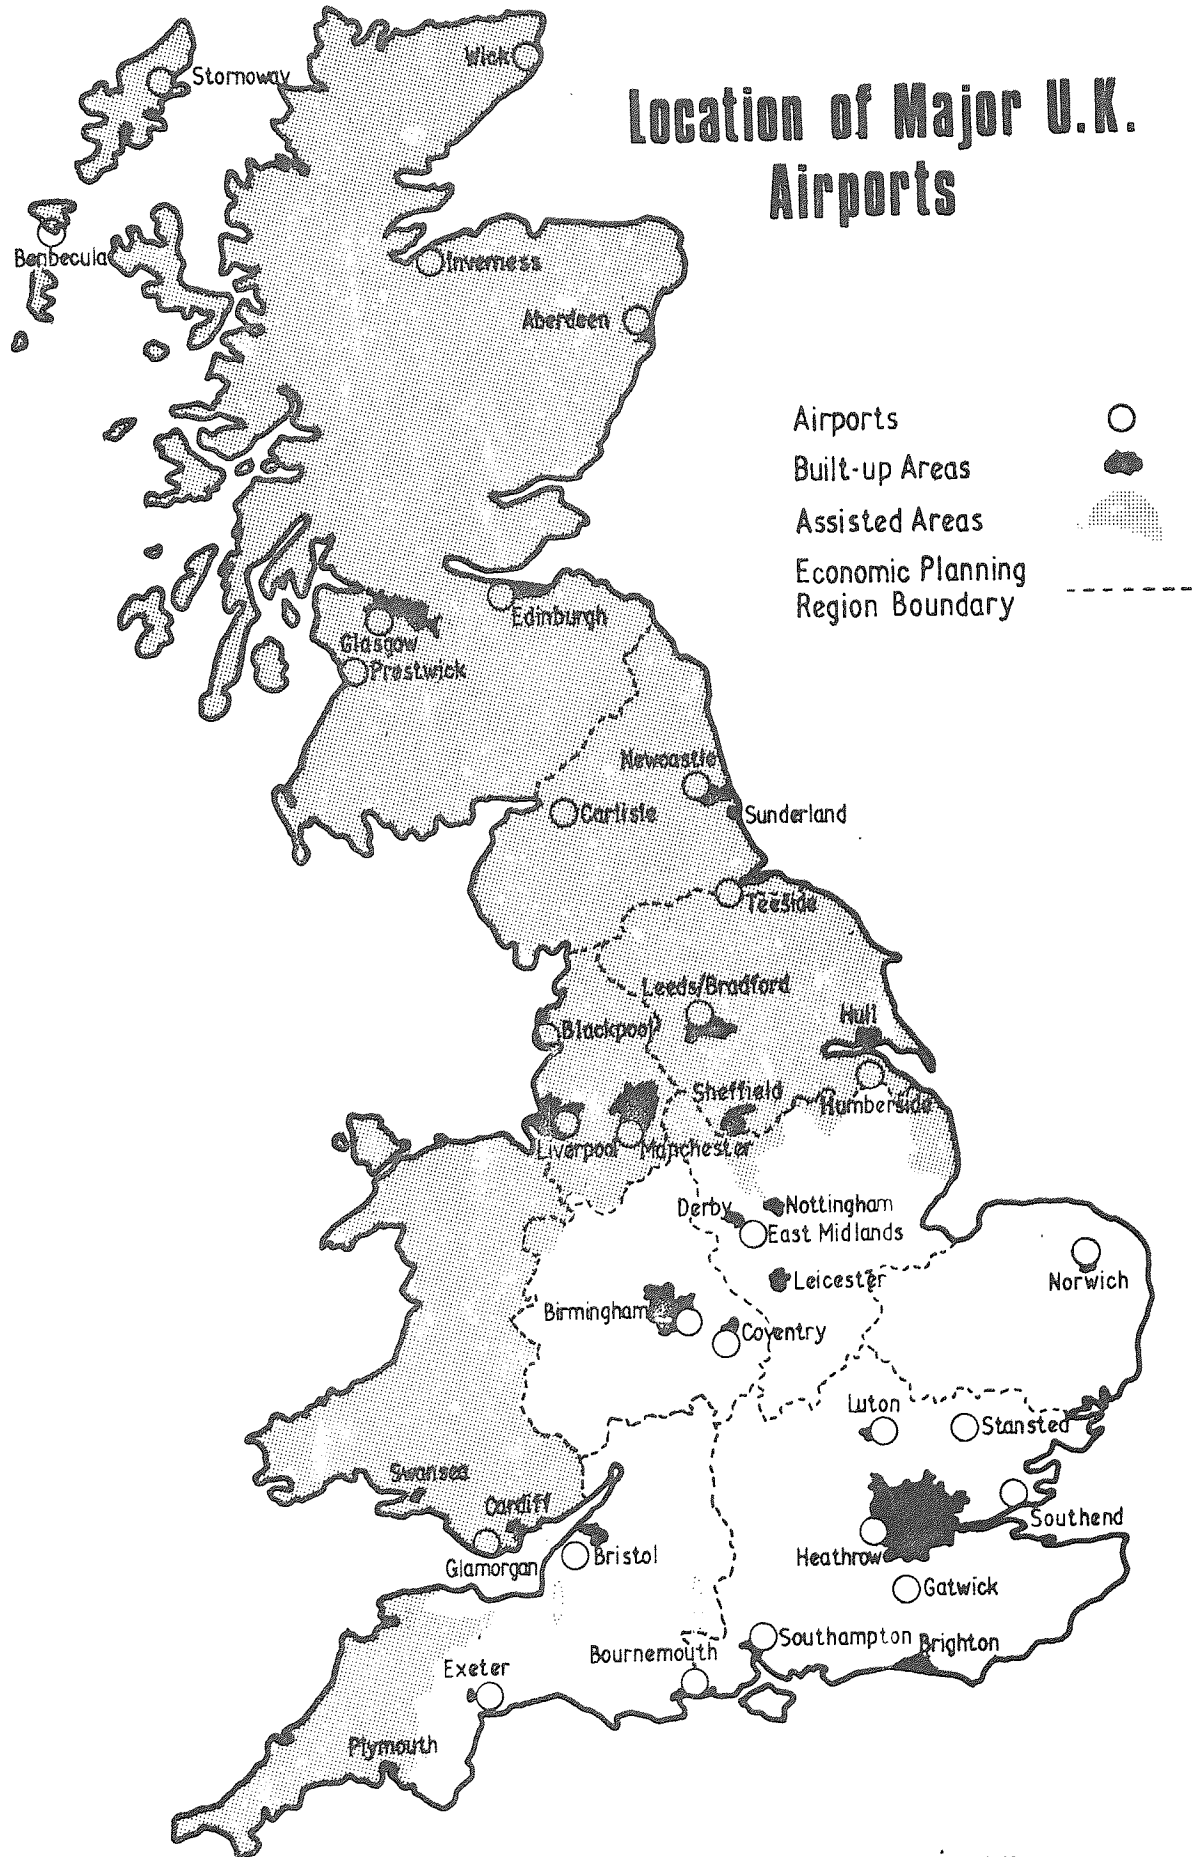 Location of Major U.K.
Airports
Wick
Stornoway
Benbecula
Inverness
Aberdeen
Airports
Built-up Areas
Assisted Areas
Economic Planning
Region Boundary
Edinburgh
Glasgow
Prestwick
Newcastle
Carlisle
Sunderland
Teeside
Leeds/Bradford
Hull
Blackpool
Sheffield
Humberside
Liverpool
Manchester
Derby
Nottingham
East Midlands
Norwich
Leicester
Birmingham
Coventry
Luton
Stansted
Swansea
Cardiff
Southend
Heathrow
Bristol
Glamorgan
Gatwick
Southampton
Brighton
Bournemouth
Exeter
Plymouth